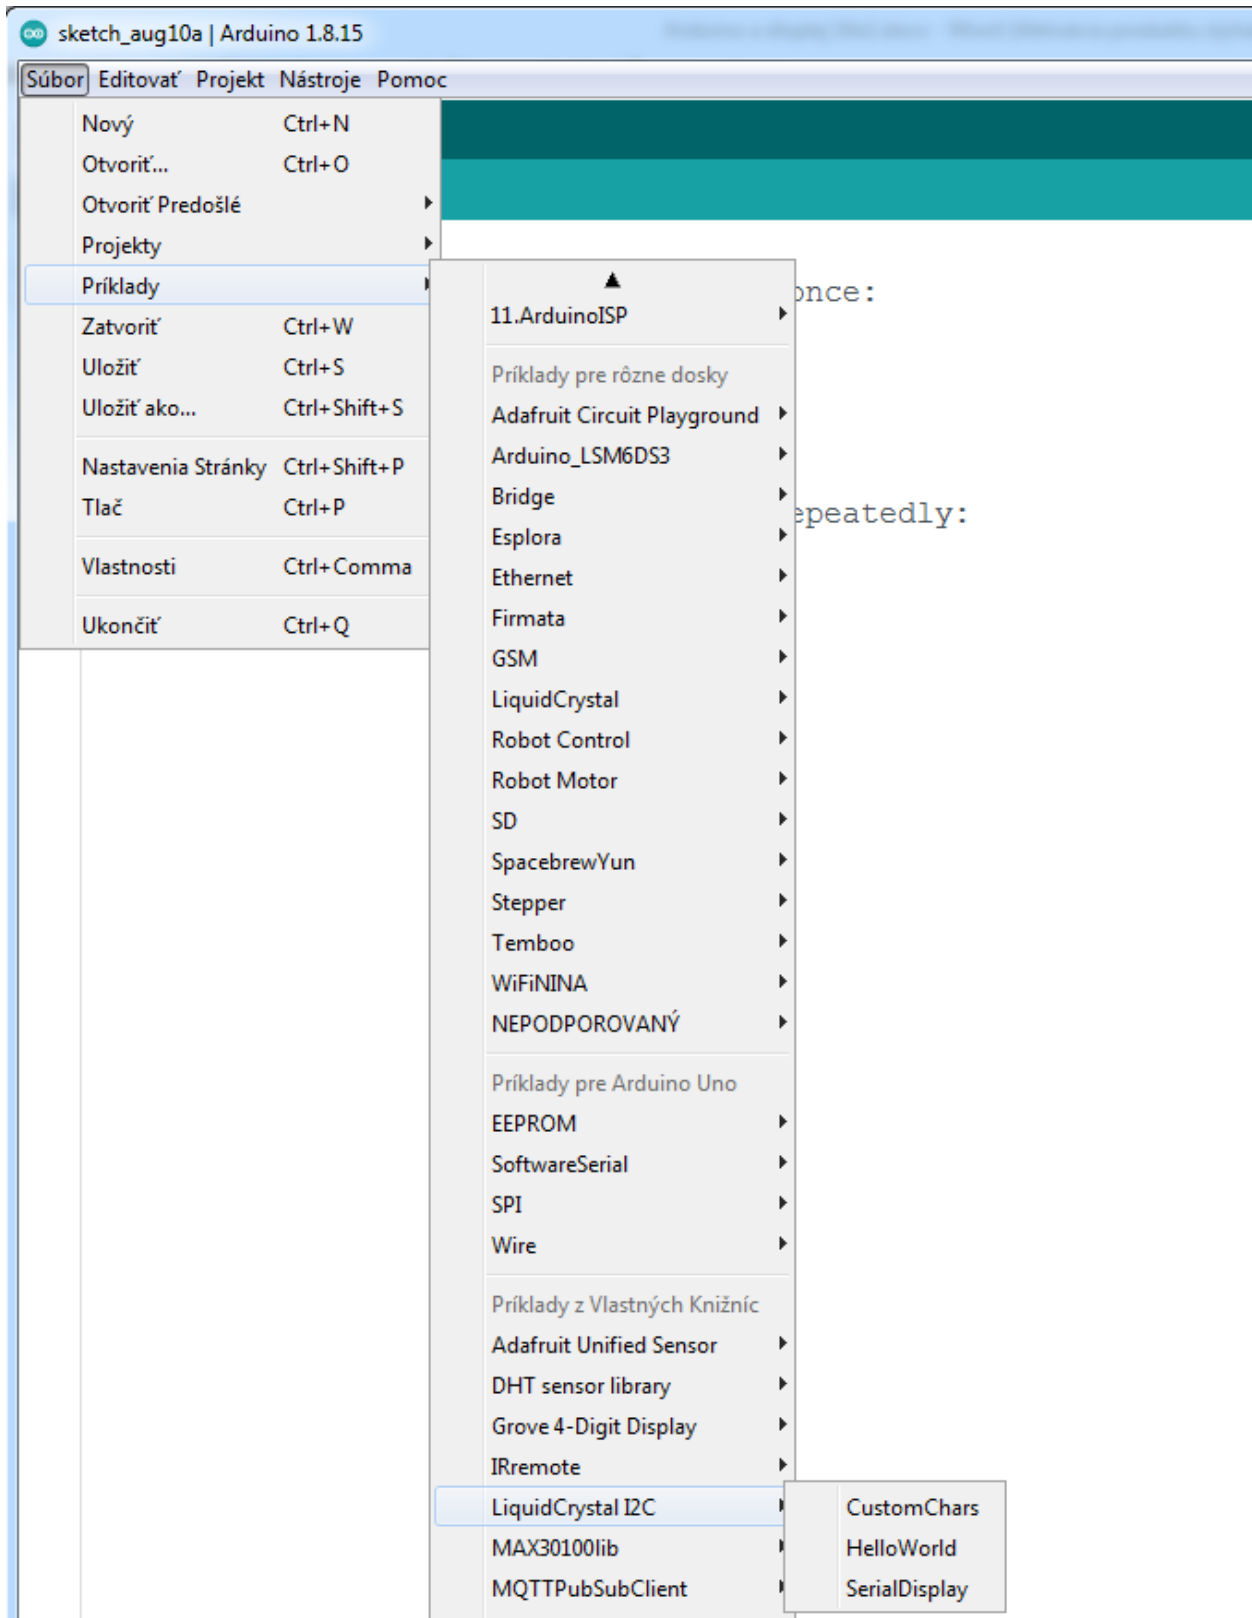 sketch_aug10a | Arduino 1.8.15
Súbor Editovať Projekt Nástroje Pomoc
Nový Ctrl+N
Otvoriť... Ctrl+O
Otvoriť Predošlé
Projekty
Príklady
Zatvoriť Ctrl+W
Uložiť Ctrl+S
Uložiť ako... Ctrl+Shift+S
Nastavenia Stránky Ctrl+Shift+P
Tlač Ctrl+P
Vlastnosti Ctrl+Comma
Ukončiť Ctrl+Q
11.ArduinoISP
Príklady pre rôzne dosky
Adafruit Circuit Playground
Arduino_LSM6DS3
Bridge
Esplora
Ethernet
Firmata
GSM
LiquidCrystal
Robot Control
Robot Motor
SD
SpacebrewYun
Stepper
Temboo
WiFiNINA
NEPODPOROVANÝ
Príklady pre Arduino Uno
EEPROM
SoftwareSerial
SPI
Wire
Príklady z Vlastných Knižníc
Adafruit Unified Sensor
DHT sensor library
Grove 4-Digit Display
IRremote
LiquidCrystal I2C
MAX30100lib
MQTTPubSubClient
CustomChars
HelloWorld
SerialDisplay
once:
epeatedly: